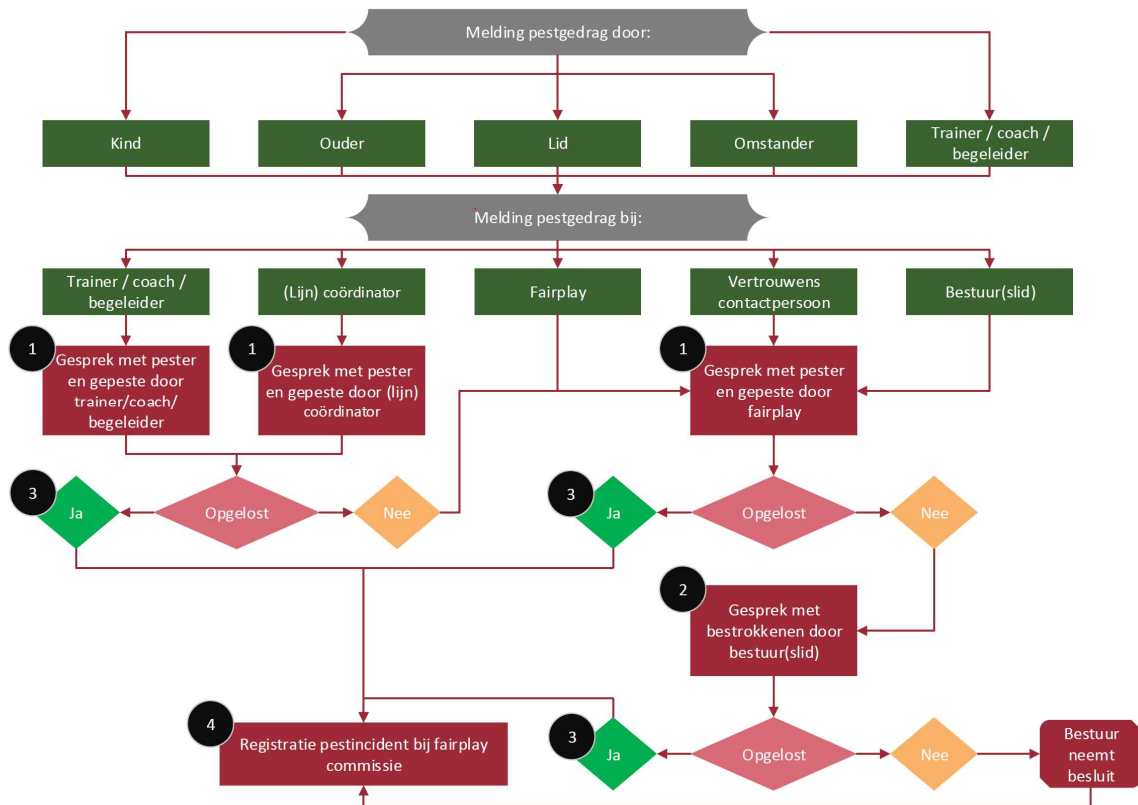 Melding pestgedrag door:
Kind
Ouder
Lid
Omstander
Trainer / coach /
begeleider
Melding pestgedrag bij:
Trainer / coach /
begeleider
(Lijn) coördinator
Fairplay
Vertrouwens
contactpersoon
Bestuur(slid)
1
Gesprek met pester
en gepeste door
trainer/coach/
begeleider
1
Gesprek met pester
en gepeste door (lijn)
coördinator
1
Gesprek met pester
en gepeste door
fairplay
3
Ja
Opgelost
Nee
3
Ja
Opgelost
Nee
2
Gesprek met
bestrokkenen door
bestuur(slid)
4
Registratie pestincident bij fairplay
commissie
3
Ja
Opgelost
Nee
Bestuur
neemt
besluit